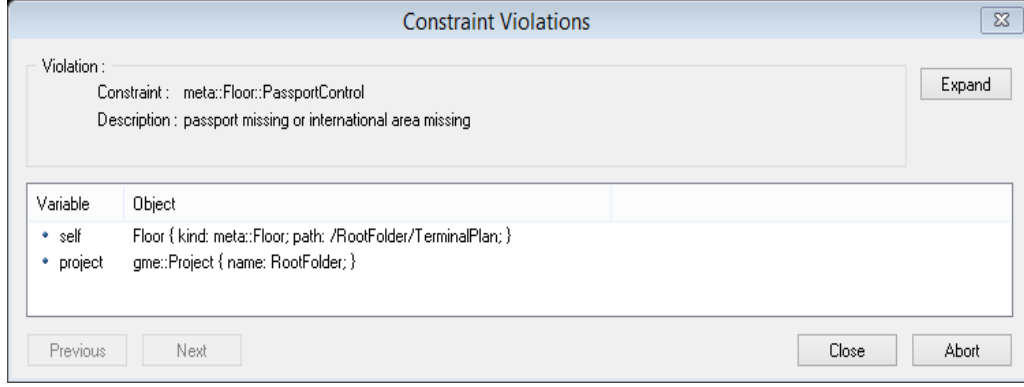 Constraint Violations
Violation :
Expand
Constraint : meta::Floor::PassportControl
Description : passport missing or international area missing
Variable Object
self Floor { kind: meta::Floor; path: /RootFolder/TerminalPlan; }
project gme::Project { name: RootFolder; }
Previous Next Close Abort